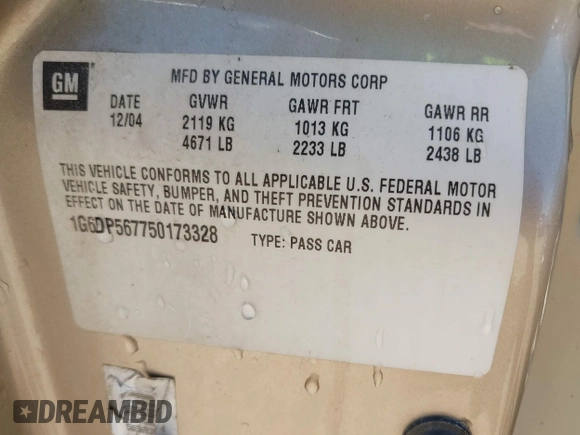 GM
MFD BY GENERAL MOTORS CORP
DATE GVWR GAWR FRT GAWR RR
12/04 2119 KG 1013 KG 1106 KG
4671 LB 2233 LB 2438 LB
THIS VEHICLE CONFORMS TO ALL APPLICABLE U.S. FEDERAL MOTOR
VEHICLE SAFETY, BUMPER, AND THEFT PREVENTION STANDARDS IN
EFFECT ON THE DATE OF MANUFACTURE SHOWN ABOVE.
1G6DP567750173328 TYPE: PASS CAR
DREAMBID